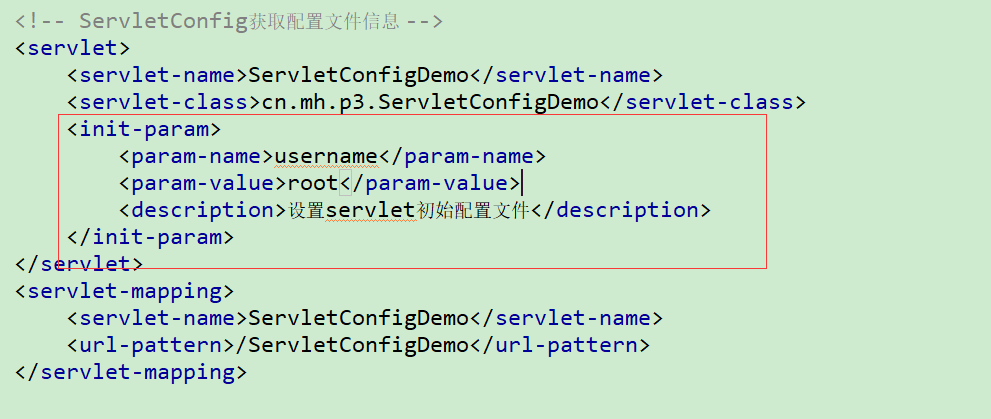 <!-- ServletConfig获取配置文件信息 -->
<servlet>
    <servlet-name>ServletConfigDemo</servlet-name>
    <servlet-class>cn.mh.p3.ServletConfigDemo</servlet-class>
    <init-param>
        <param-name>username</param-name>
        <param-value>root</param-value>
        <description>设置servlet初始配置文件</description>
    </init-param>
</servlet>
<servlet-mapping>
    <servlet-name>ServletConfigDemo</servlet-name>
    <url-pattern>/ServletConfigDemo</url-pattern>
</servlet-mapping>